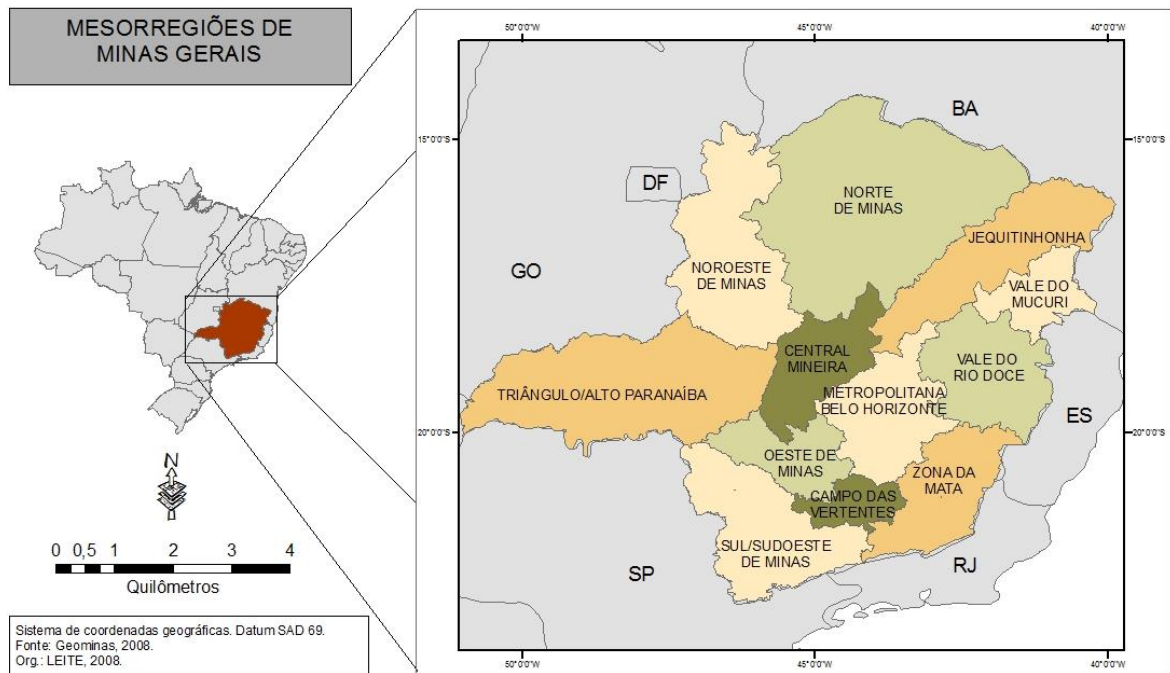 MESORREGIÕES DE
MINAS GERAIS
N
0 0,5 1 2 3 4
Quilômetros
Sistema de coordenadas geográficas. Datum SAD 69.
Fonte: Geominas, 2008.
Org.: LEITE, 2008.
50°0'0"W 45°0'0"W 40°0'0"W
15°0'0"S 15°0'0"S
BA
DF
NORTE
DE MINAS
JEQUITINHONHA
GO
NOROESTE
DE MINAS
VALE DO
MUCURI
CENTRAL
MINEIRA
VALE DO
RIO DOCE
TRIÂNGULO/ALTO PARANAÍBA
METROPOLITANA
BELO HORIZONTE
ES
20°0'0"S 20°0'0"S
OESTE DE
MINAS
ZONA DA
MATA
CAMPO DAS
VERTENTES
SUL/SUDOESTE
DE MINAS
SP
RJ
50°0'0"W 45°0'0"W 40°0'0"W